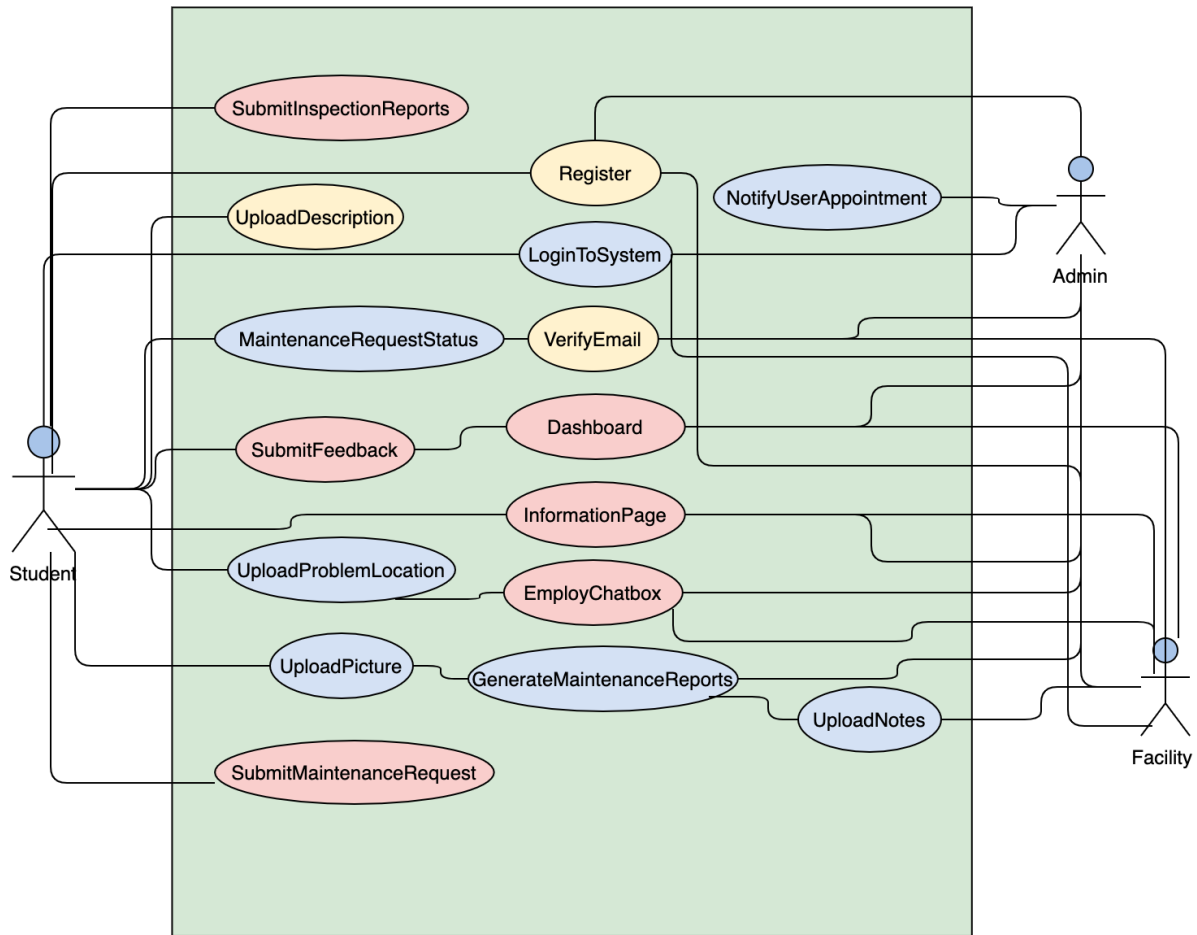 SubmitInspectionReports
Register
NotifyUserAppointment
UploadDescription
LoginToSystem
Admin
MaintenanceRequestStatus
VerifyEmail
Dashboard
SubmitFeedback
InformationPage
Student
UploadProblemLocation
EmployChatbox
UploadPicture
GenerateMaintenanceReports
UploadNotes
Facility
SubmitMaintenanceRequest